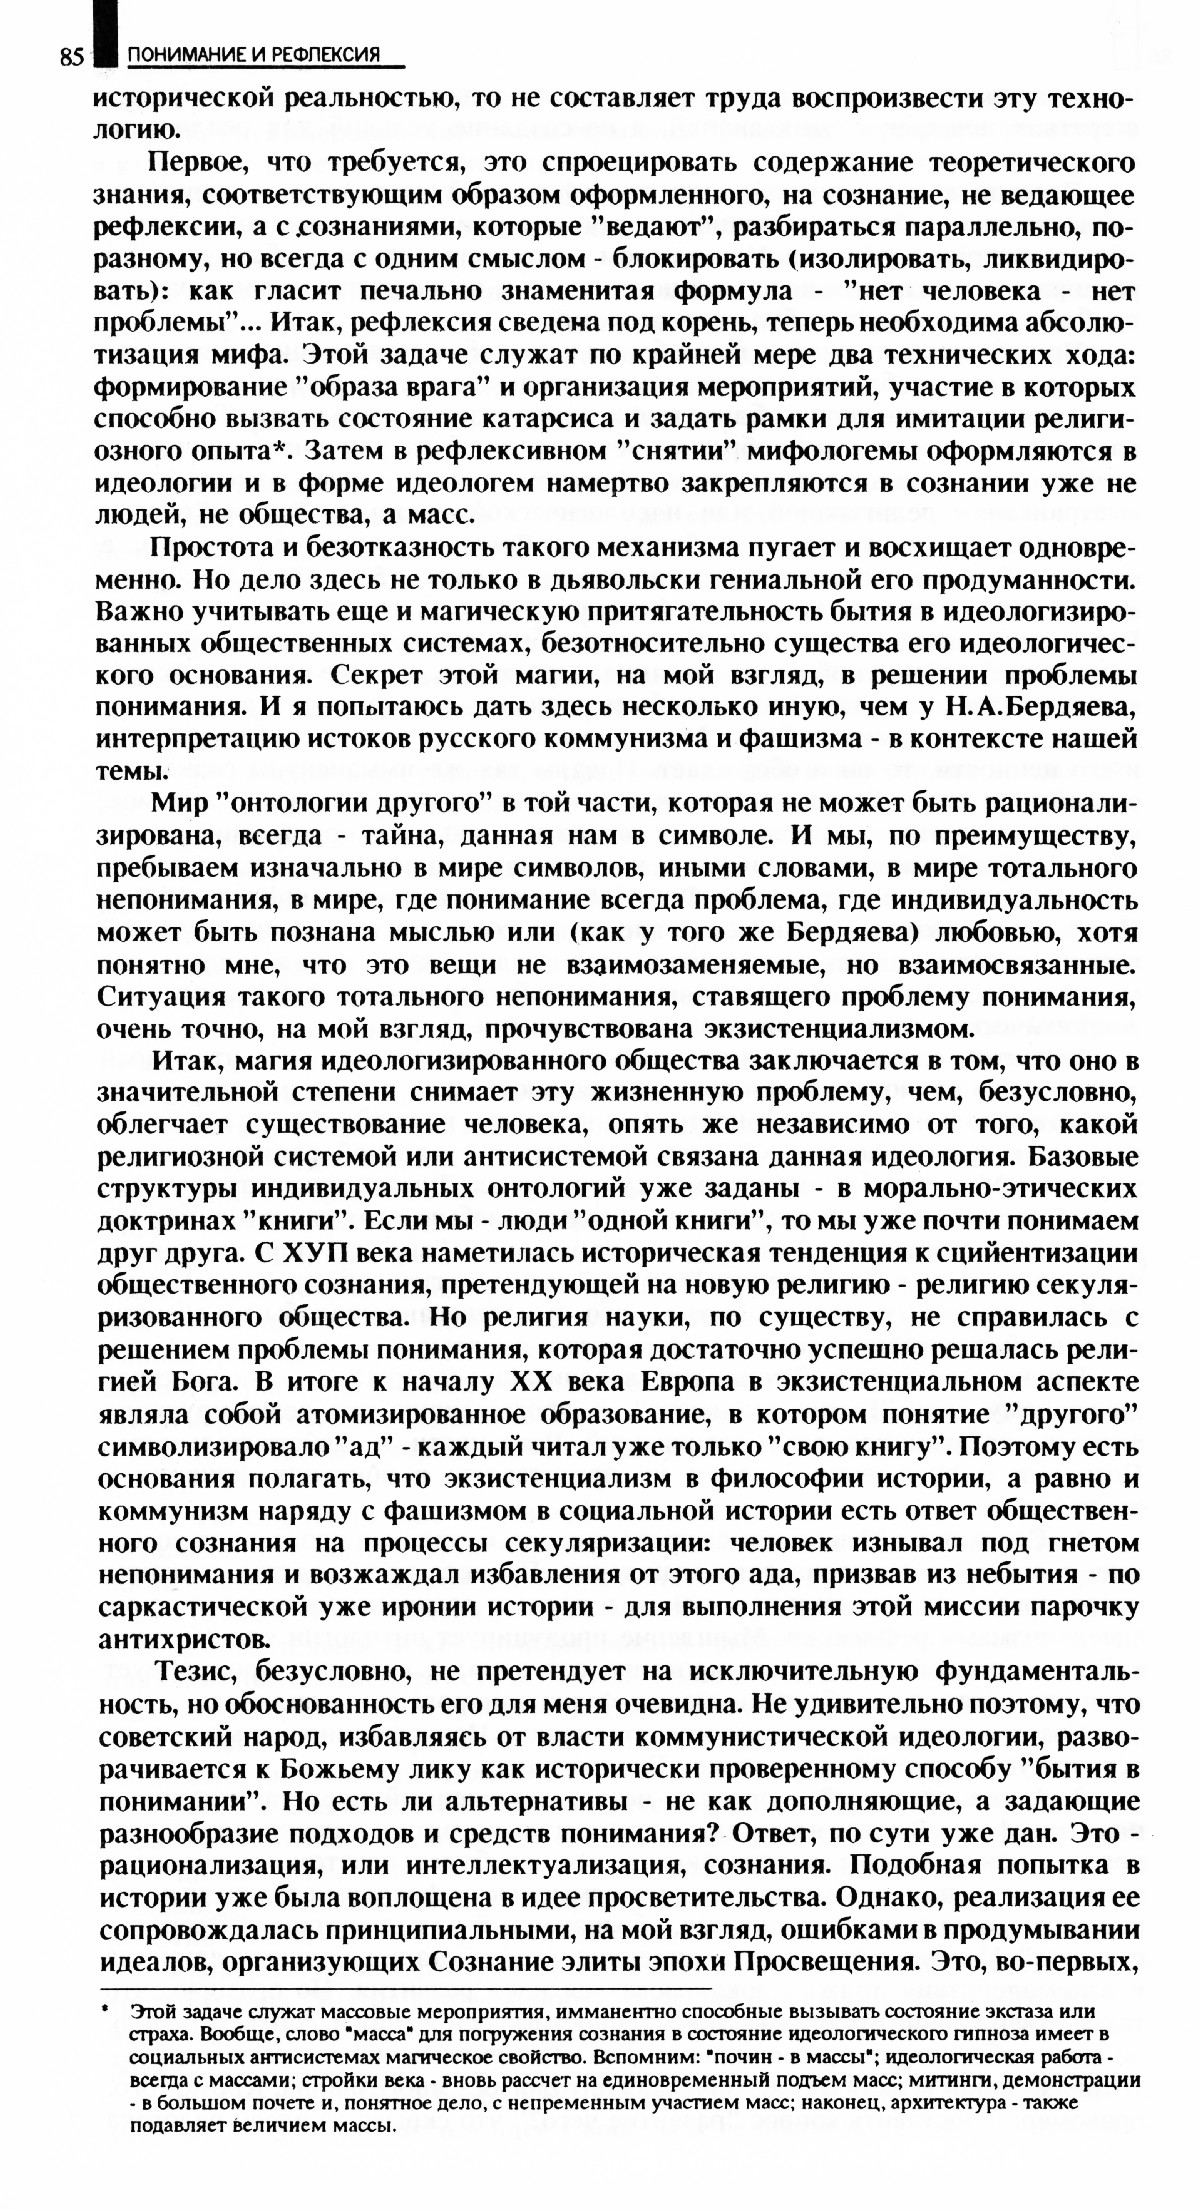 85 ПОНИМАНИЕ И РЕФЛЕКСИЯ
исторической реальностью, то не составляет труда воспроизвести эту техно-
логию.
Первое, что требуется, это спроецировать содержание теоретического
знания, соответствующим образом оформленного, на сознание, не ведающее
рефлексии, а с сознаниями, которые ”ведают”, разбираться параллельно, по-
разному, но всегда с одним смыслом - блокировать (изолировать, ликвидиро-
вать): как гласит печально знаменитая формула - ”нет человека - нет
проблемы”... Итак, рефлексия сведена под корень, теперь необходима абсолю-
тизация мифа. Этой задаче служат по крайней мере два технических хода:
формирование ”образа врага” и организация мероприятий, участие в которых
способно вызвать состояние катарсиса и задать рамки для имитации религи-
озного опыта*. Затем в рефлексивном ”снятии” мифологемы оформляются в
идеологии и в форме идеологем намертво закрепляются в сознании уже не
людей, не общества, а масс.
Простота и безотказность такого механизма пугает и восхищает одновре-
менно. Но дело здесь не только в дьявольски гениальной его продуманности.
Важно учитывать еще и магическую притягательность бытия в идеологизиро-
ванных общественных системах, безотносительно существа его идеологичес-
кого основания. Секрет этой магии, на мой взгляд, в решении проблемы
понимания. И я попытаюсь дать здесь несколько иную, чем у Н.А.Бердяева,
интерпретацию истоков русского коммунизма и фашизма - в контексте нашей
темы.
Мир ”онтологии другого” в той части, которая не может быть рационали-
зирована, всегда - тайна, данная нам в символе. И мы, по преимуществу,
пребываем изначально в мире символов, иными словами, в мире тотального
непонимания, в мире, где понимание всегда проблема, где индивидуальность
может быть познана мыслью или (как у того же Бердяева) любовью, хотя
понятно мне, что это вещи не взаимозаменяемые, но взаимосвязанные.
Ситуация такого тотального непонимания, ставящего проблему понимания,
очень точно, на мой взгляд, прочувствована экзистенциализмом.
Итак, магия идеологизированного общества заключается в том, что оно в
значительной степени снимает эту жизненную проблему, чем, безусловно,
облегчает существование человека, опять же независимо от того, какой
религиозной системой или антисистемой связана данная идеология. Базовые
структуры индивидуальных онтологий уже заданы - в морально-этических
доктринах ”книги”. Если мы - люди ”одной книги”, то мы уже почти понимаем
друг друга. С ХУП века наметилась историческая тенденция к сцийентизации
общественного сознания, претендующей на новую религию - религию секуля-
ризованного общества. Но религия науки, по существу, не справилась с
решением проблемы понимания, которая достаточно успешно решалась рели-
гией Бога. В итоге к началу XX века Европа в экзистенциальном аспекте
являла собой атомизированное образование, в котором понятие ”другого”
символизировало ”ад” - каждый читал уже только ”свою книгу”. Поэтому есть
основания полагать, что экзистенциализм в философии истории, а равно и
коммунизм наряду с фашизмом в социальной истории есть ответ обществен-
ного сознания на процессы секуляризации: человек изнывал под гнетом
непонимания и возжаждал избавления от этого ада, призвав из небытия - по
саркастической уже иронии истории - для выполнения этой миссии парочку
антихристов.
Тезис, безусловно, не претендует на исключительную фундаменталь-
ность, но обоснованность его для меня очевидна. Не удивительно поэтому, что
советский народ, избавляясь от власти коммунистической идеологии, разво-
рачивается к Божьему лику как исторически проверенному способу ”бытия в
понимании”. Но есть ли альтернативы - не как дополняющие, а задающие
разнообразие подходов и средств понимания? Ответ, по сути уже дан. Это -
рационализация, или интеллектуализация, сознания. Подобная попытка в
истории уже была воплощена в идее просветительства. Однако, реализация ее
сопровождалась принципиальными, на мой взгляд, ошибками в продумывании
идеалов, организующих Сознание элиты эпохи Просвещения. Это, во-первых,
* Этой задаче служат массовые мероприятия, имманентно способные вызывать состояние экстаза или
страха. Вообще, слово "масса" для погружения сознания в состояние идеологического гипноза имеет в
социальных антисистемах магическое свойство. Вспомним: "почин - в массы"; идеологическая работа -
всегда с массами; стройки века - вновь рассчет на единовременный подъем масс; митинги, демонстрации
- в большом почете и, понятное дело, с непременным участием масс; наконец, архитектура - также
подавляет величием массы.